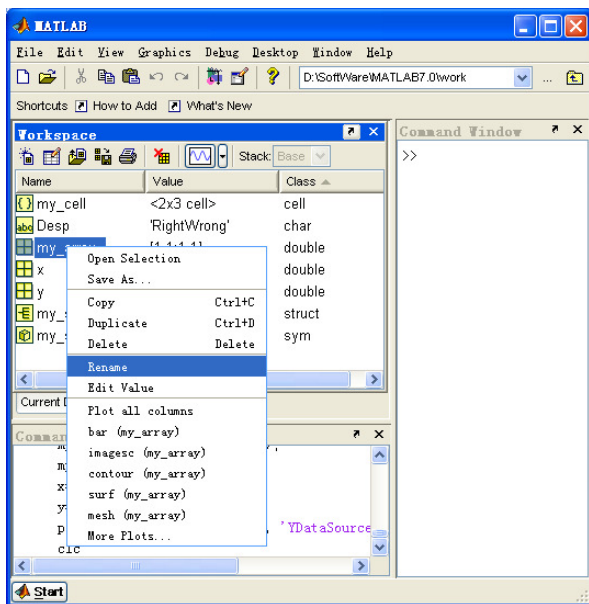 MATLAB
File Edit View Graphics Debug Desktop Window Help
D:\SoftWare\MATLAB7.0\work ...
Shortcuts How to Add What's New
Workspace
Stack: Base
Name Value Class
my_cell <2x3 cell> cell
abc Desp 'RightWrong' char
my_array double
x double
y double
struct
sym
Open Selection
Save As...
Copy Ctrl+C
Duplicate Ctrl+D
Delete Delete
Rename
Edit Value
Plot all columns
bar (my_array)
imagesc (my_array)
contour (my_array)
surf (my_array)
mesh (my_array)
More Plots...
, 'YDataSource
clc
Command Window
>>
Start